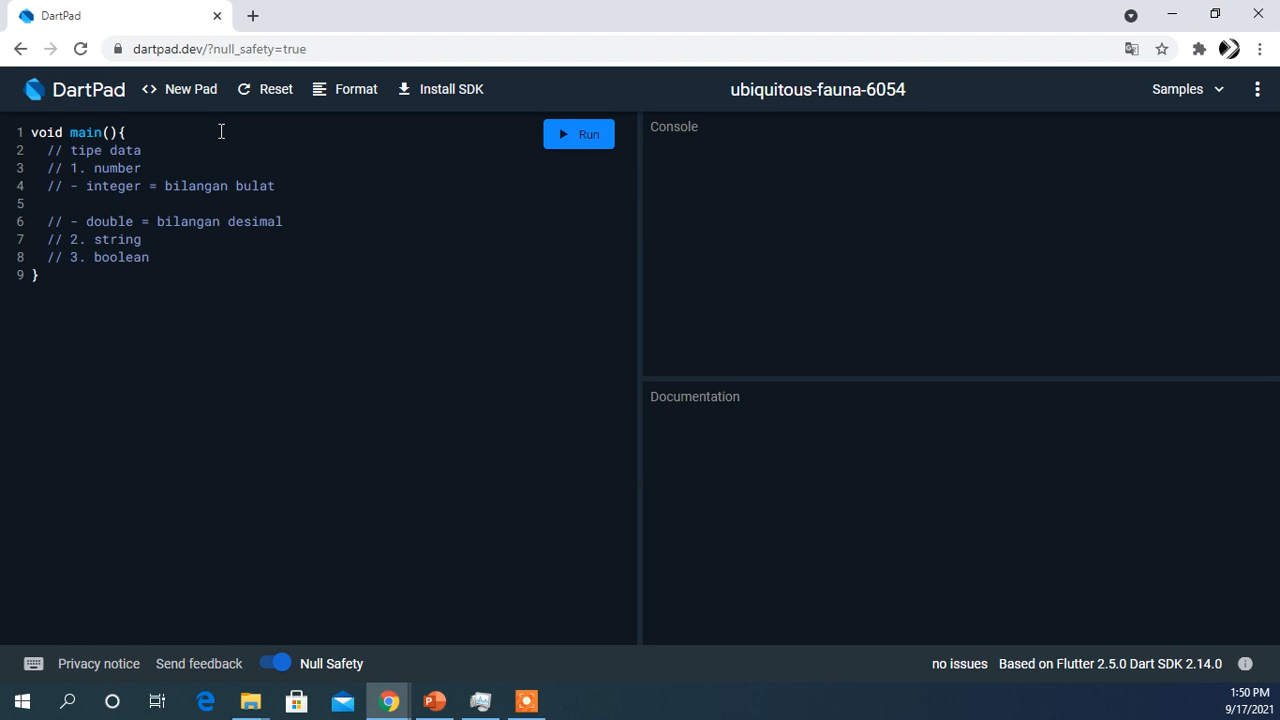 DartPad
dartpad.dev/?null_safety=true
DartPad
<> New Pad
Reset
Format
Install SDK
ubiquitous-fauna-6054
Samples
1 void main(){
2 // tipe data
3 // 1. number
4 // - integer = bilangan bulat
5
6 // - double = bilangan desimal
7 // 2. string
8 // 3. boolean
9 }
Run
Console
Documentation
Privacy notice
Send feedback
Null Safety
no issues
Based on Flutter 2.5.0 Dart SDK 2.14.0
1:50 PM
9/17/2021